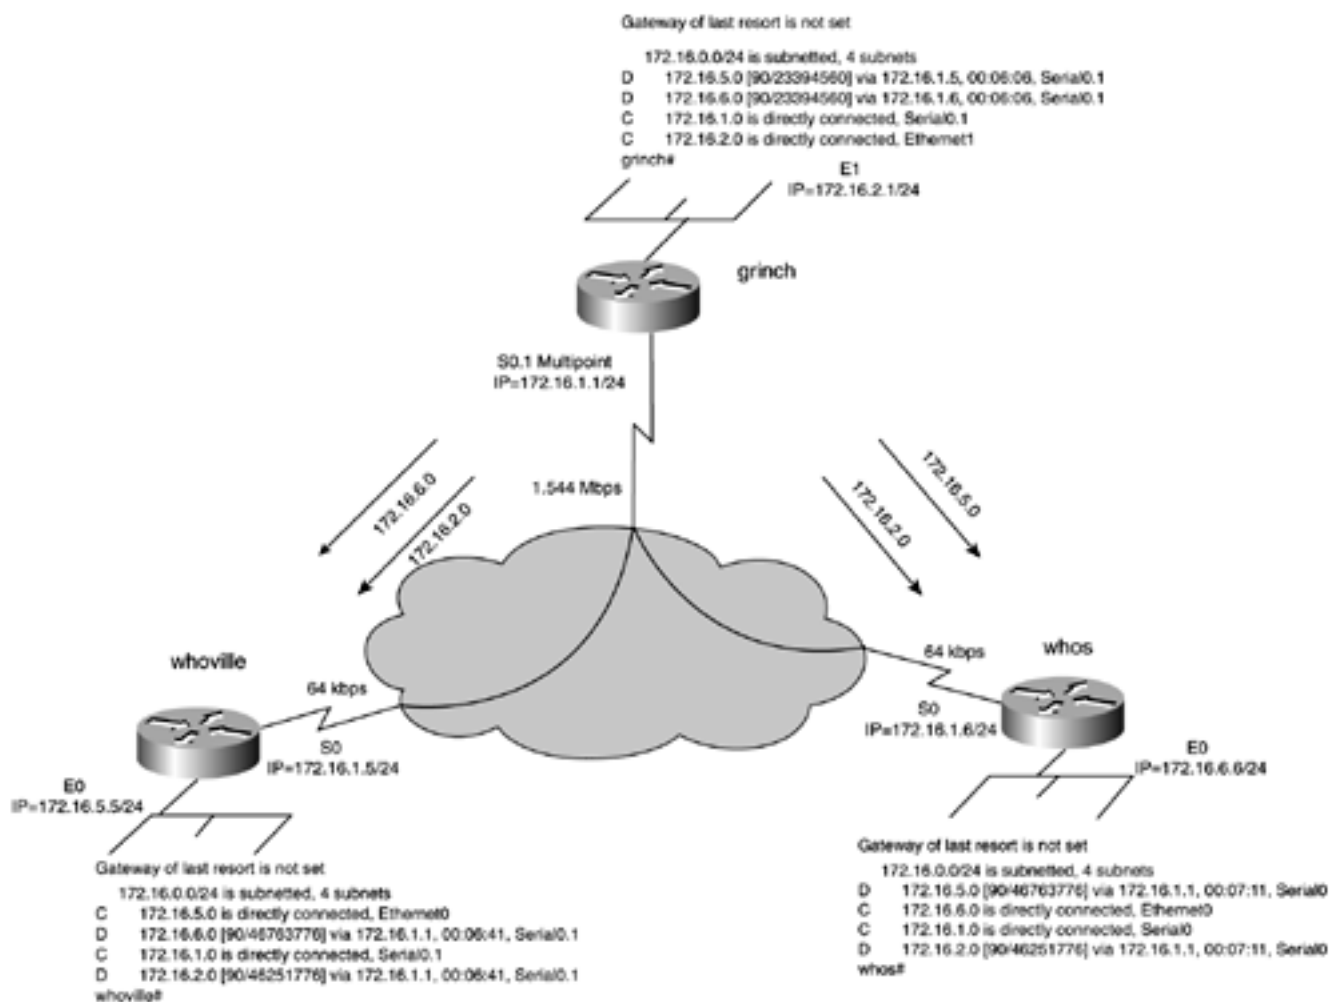 Gateway of last resort is not set
172.16.0.0/24 is subnetted, 4 subnets
D 172.16.5.0 [90/23394560] via 172.16.1.5, 00:06:06, Serial0.1
D 172.16.6.0 [90/23394560] via 172.16.1.6, 00:06:06, Serial0.1
C 172.16.1.0 is directly connected, Serial0.1
C 172.16.2.0 is directly connected, Ethernet1
grinch#
E1
IP=172.16.2.1/24
grinch
S0.1 Multipoint
IP=172.16.1.1/24
1.544 Mbps
172.16.6.0
172.16.2.0
172.16.2.0
172.16.5.0
whoville
64 kbps
S0
IP=172.16.1.5/24
E0
IP=172.16.5.5/24
whos
64 kbps
S0
IP=172.16.1.6/24
E0
IP=172.16.6.6/24
Gateway of last resort is not set
172.16.0.0/24 is subnetted, 4 subnets
C 172.16.5.0 is directly connected, Ethernet0
D 172.16.6.0 [90/46763776] via 172.16.1.1, 00:06:41, Serial0.1
C 172.16.1.0 is directly connected, Serial0.1
D 172.16.2.0 [90/46251776] via 172.16.1.1, 00:06:41, Serial0.1
whoville#
Gateway of last resort is not set
172.16.0.0/24 is subnetted, 4 subnets
D 172.16.5.0 [90/46763776] via 172.16.1.1, 00:07:11, Serial0
C 172.16.6.0 is directly connected, Ethernet0
C 172.16.1.0 is directly connected, Serial0
D 172.16.2.0 [90/46251776] via 172.16.1.1, 00:07:11, Serial0
whos#